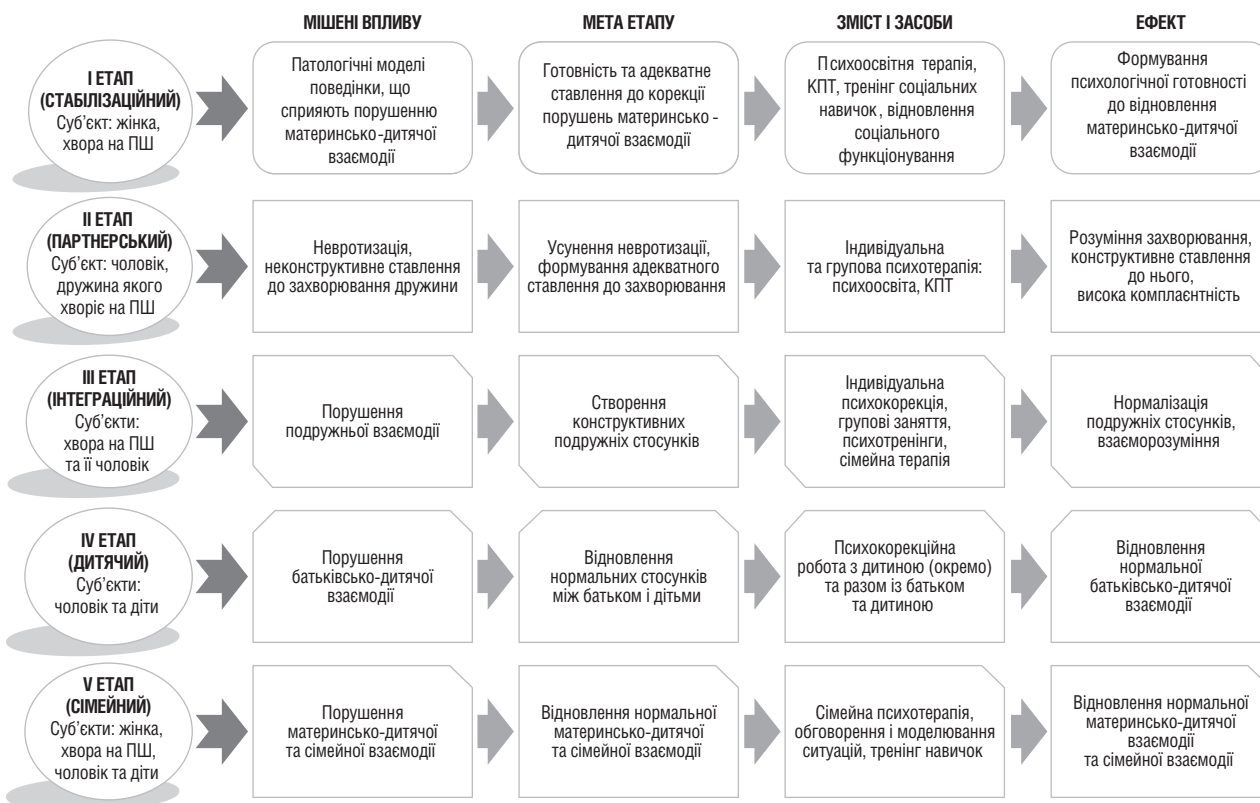 МІШЕНІ ВПЛИВУ
МЕТА ЕТАПУ
ЗМІСТ І ЗАСОБИ
ЕФЕКТ
І ЕТАП
(СТАБІЛІЗАЦІЙНИЙ)
Суб’єкт: жінка,
хвора на ПШ
Патологічні моделі
поведінки, що
сприяють порушенню
материнсько-дитячої
взаємодії
Готовність та адекватне
ставлення до корекції
порушень материнсько -
дитячої взаємодії
Психоосвітня терапія,
КПТ, тренінг соціальних
навичок, відновлення
соціального
функціонування
Формування
психологічної готовності
до відновлення
материнсько-дитячої
взаємодії
ІІ ЕТАП
(ПАРТНЕРСЬКИЙ)
Суб’єкт: чоловік,
дружина якого
хворіє на ПШ
Невротизація,
неконструктивне ставлення
до захворювання дружини
Усунення невротизації,
формування адекватного
ставлення до захворювання
Індивідуальна
та групова психотерапія:
психоосвіта, КПТ
Розуміння захворювання,
конструктивне ставлення
до нього,
висока комплаєнтність
ІІІ ЕТАП
(ІНТЕГРАЦІЙНИЙ)
Суб’єкти:
хвора на ПШ
та її чоловік
Порушення
подружньої взаємодії
Створення
конструктивних
подружніх стосунків
Індивідуальна
психокорекція,
групові заняття,
психотренінги,
сімейна терапія
Нормалізація
подружніх стосунків,
взаєморозуміння
IV ЕТАП
(ДИТЯЧИЙ)
Суб’єкти:
чоловік та діти
Порушення
батьківсько-дитячої
взаємодії
Відновлення
нормальних стосунків
між батьком і дітьми
Психокорекційна
робота з дитиною (окремо)
та разом із батьком
та дитиною
Відновлення
нормальної
батьківсько-дитячої
взаємодії
V ЕТАП
(СІМЕЙНИЙ)
Суб’єкти: жінка,
хвора на ПШ,
чоловік та діти
Порушення
материнсько-дитячої
та сімейної взаємодії
Відновлення нормальної
материнсько-дитячої
та сімейної взаємодії
Сімейна психотерапія,
обговорення і моделювання
ситуацій, тренінг навичок
Відновлення нормальної
материнсько-дитячої
взаємодії
та сімейної взаємодії